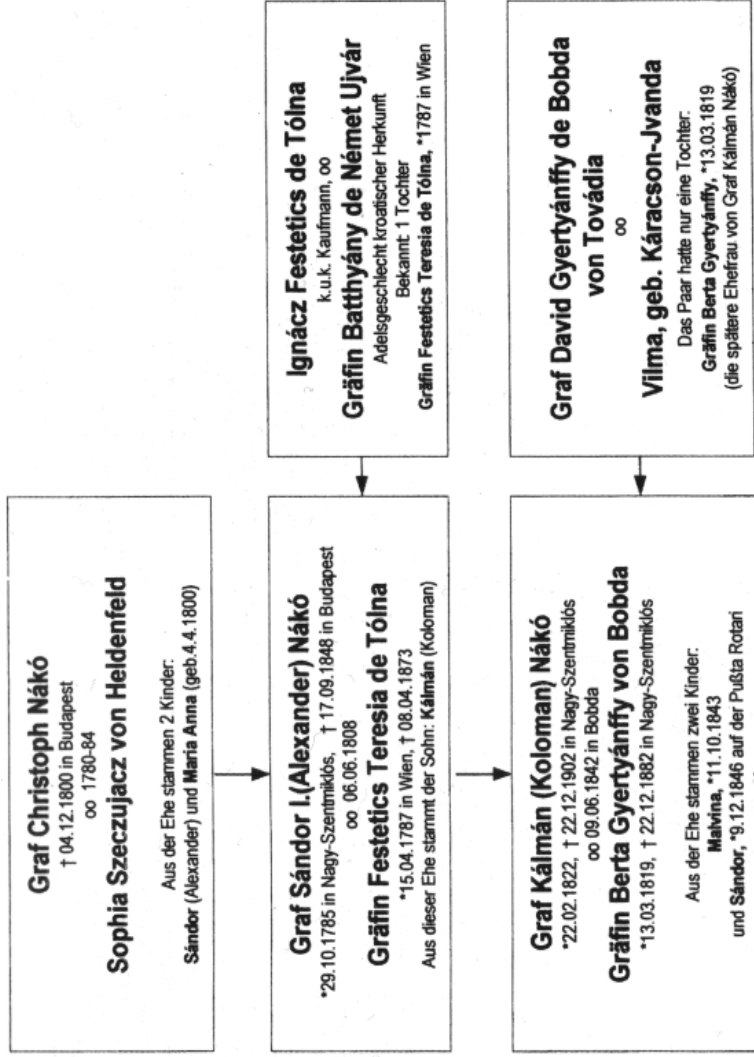 Graf Christoph Nákó
† 04.12.1800 in Budapest
oo 1780-84
Sophia Szeczujacz von Heldenfeld
Aus der Ehe stammen 2 Kinder:
Sándor (Alexander) und Maria Anna (geb.4.4.1800)
Graf Sándor I.(Alexander) Nákó
*29.10.1785 in Nagy-Szentmiklós, † 17.09.1848 in Budapest
oo 06.06.1808
Gräfin Festetics Teresia de Tólna
*15.04.1787 in Wien, † 08.04.1873
Aus dieser Ehe stammt der Sohn: Kálmán (Koloman)
Ignácz Festetics de Tólna
k.u.k. Kaufmann, oo
Gräfin Batthyány de Német Ujvár
Adelsgeschlecht kroatischer Herkunft
Bekannt: 1 Tochter
Gräfin Festetics Teresia de Tólna, *1787 in Wien
Graf Kálmán (Koloman) Nákó
*22.02.1822, † 22.12.1902 in Nagy-Szentmiklós
oo 09.06.1842 in Bobda
Gräfin Berta Gyertyánffy von Bobda
*13.03.1819, † 22.12.1882 in Nagy-Szentmiklós
Aus der Ehe stammen zwei Kinder:
Malvina, *11.10.1843
und Sándor, *9.12.1846 auf der Pußta Rotari
Graf David Gyertyánffy de Bobda
von Továdia
oo
Vilma, geb. Káracson-Jvanda
Das Paar hatte nur eine Tochter:
Gräfin Berta Gyertyánffy, *13.03.1819
(die spätere Ehefrau von Graf Kálmán Nákó)